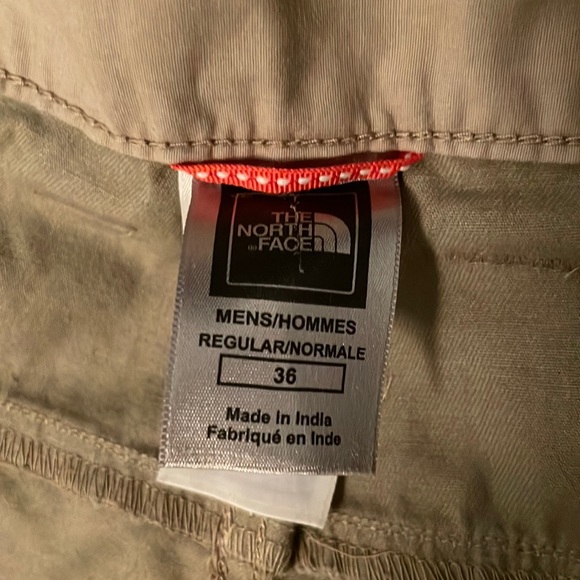 THE
NORTH
FACE
MENS/HOMMES
REGULAR/NORMALE
36
Made in India
Fabriqué en Inde